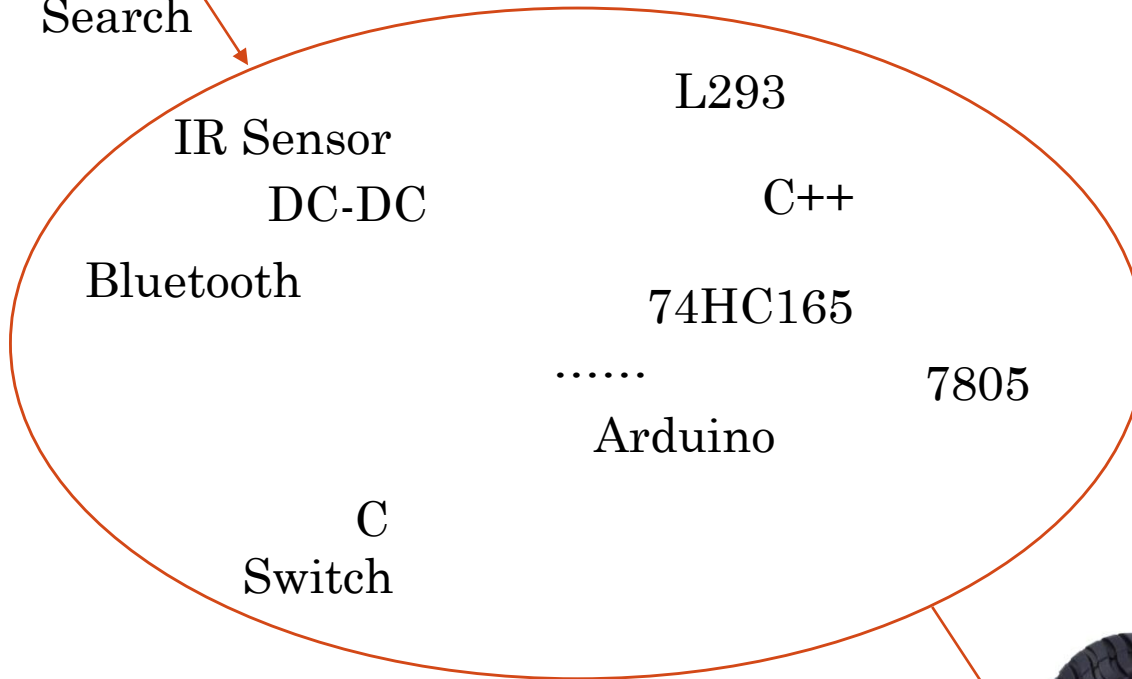 Search
L293
IR Sensor
DC-DC
C++
Bluetooth
74HC165
......
7805
Arduino
C
Switch